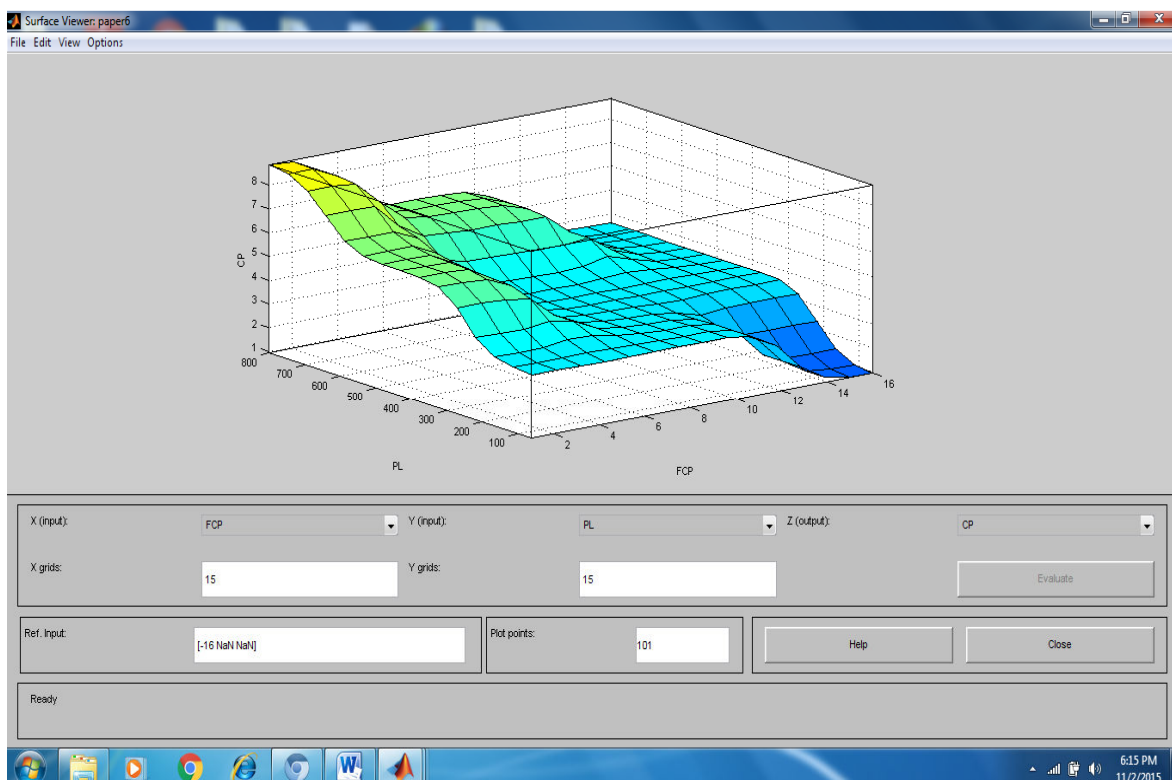 Surface Viewer: paper6
File Edit View Options
8
7
6
5
4
3
2
1
CP
800
700
600
500
400
300
200
100
PL
2
4
6
8
10
12
14
16
FCP
X (input):
FCP
Y (input):
PL
Z (output):
CP
X grids:
15
Y grids:
15
Evaluate
Ref. Input:
[-16 NaN NaN]
Plot points:
101
Help
Close
Ready
W
6:15 PM
11/2/2015